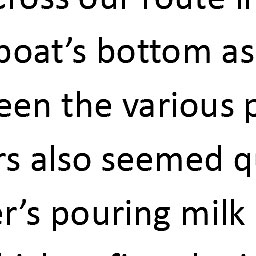 cross our route
boat's bottom as
een the various
rs also seemed
er's pouring milk